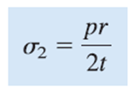 σ₂ = pr / 2t